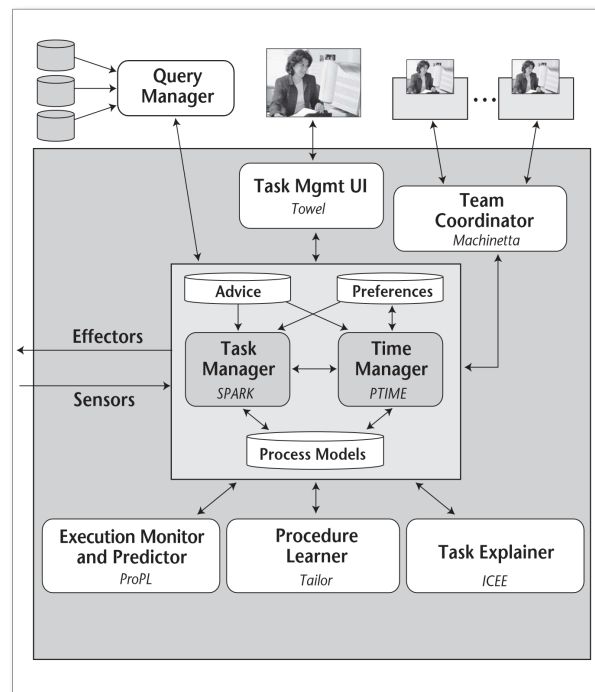 Query
Manager
Task Mgmt UI
Towel
Team
Coordinator
Machinetta
Advice
Preferences
Effectors
Sensors
Task
Manager
SPARK
Time
Manager
PTIME
Process Models
Execution Monitor
and Predictor
ProPL
Procedure
Learner
Tailor
Task Explainer
ICEE